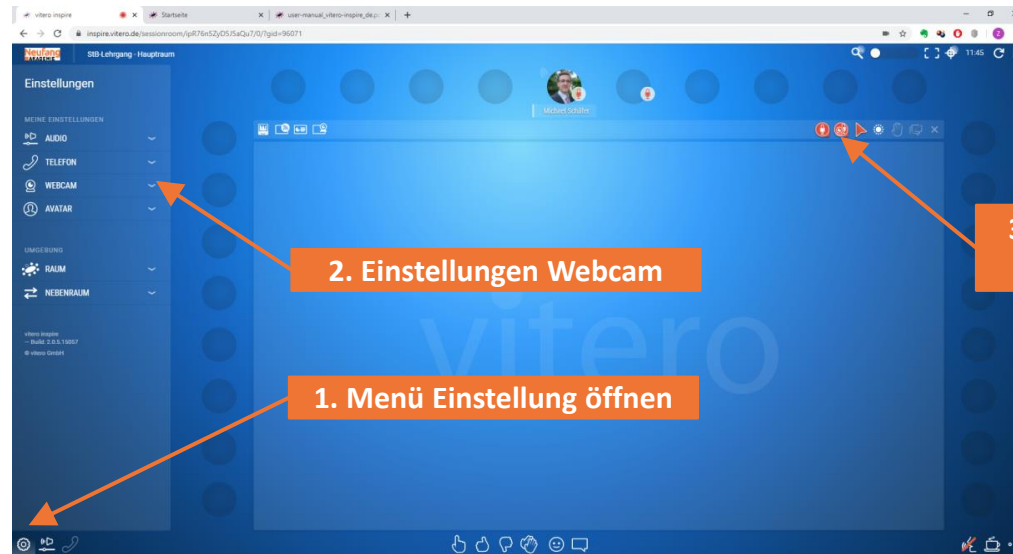 vitero inspire
Startseite
user-manual_vitero-inspire_de.p
inspire.vitero.de/sessionroom/ipR76n5ZyD5J5aQu7/0/?gid=96071
Neufang
AKADEMIE
StB-Lehrgang - Hauptraum
11:45
Einstellungen
Michael Schäfer
MEINE EINSTELLUNGEN
AUDIO
TELEFON
WEBCAM
AVATAR
3
UMGEBUNG
2. Einstellungen Webcam
RAUM
NEBENRAUM
vitero inspire
– Build: 2.0.5.15057
© vitero GmbH
vitero
1. Menü Einstellung öffnen